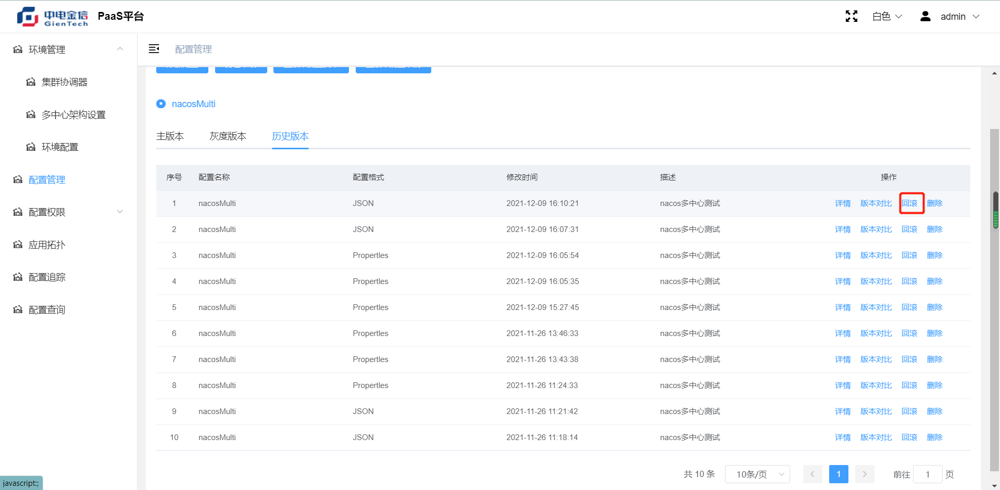 中电金信
GienTech
PaaS平台
白色
admin
环境管理
集群协调器
多中心架构设置
环境配置
配置管理
配置权限
应用拓扑
配置追踪
配置查询
配置管理
nacosMulti
主版本 灰度版本 历史版本
序号 配置名称 配置格式 修改时间 描述 操作
1 nacosMulti JSON 2021-12-09 16:10:21 nacos多中心测试 详情 版本对比 回滚 删除
2 nacosMulti JSON 2021-12-09 16:07:31 nacos多中心测试 详情 版本对比 回滚 删除
3 nacosMulti Propertles 2021-12-09 16:05:54 nacos多中心测试 详情 版本对比 回滚 删除
4 nacosMulti Propertles 2021-12-09 16:05:35 nacos多中心测试 详情 版本对比 回滚 删除
5 nacosMulti Propertles 2021-12-09 15:27:45 nacos多中心测试 详情 版本对比 回滚 删除
6 nacosMulti Propertles 2021-11-26 13:46:33 nacos多中心测试 详情 版本对比 回滚 删除
7 nacosMulti Propertles 2021-11-26 13:43:38 nacos多中心测试 详情 版本对比 回滚 删除
8 nacosMulti Propertles 2021-11-26 11:24:33 nacos多中心测试 详情 版本对比 回滚 删除
9 nacosMulti JSON 2021-11-26 11:21:42 nacos多中心测试 详情 版本对比 回滚 删除
10 nacosMulti JSON 2021-11-26 11:18:14 nacos多中心测试 详情 版本对比 回滚 删除
共 10 条 10条/页 1 前往 1 页
javascript:;